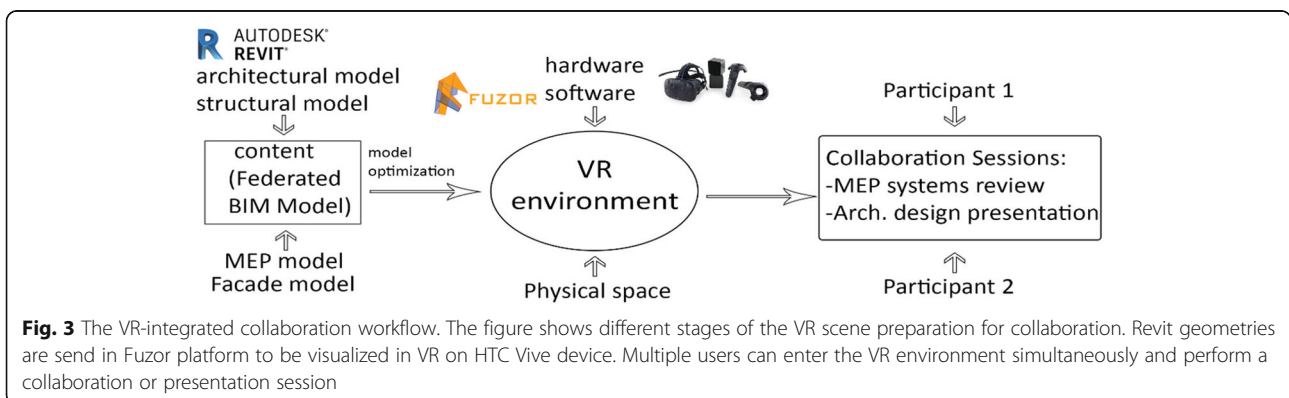 AUTODESK®
REVIT®
architectural model
structural model
content
(Federated
BIM Model)
MEP model
Facade model
model
optimization
FUZOR
hardware
software
VR
environment
Physical space
Participant 1
Collaboration Sessions:
-MEP systems review
-Arch. design presentation
Participant 2
Fig. 3 The VR-integrated collaboration workflow. The figure shows different stages of the VR scene preparation for collaboration. Revit geometries
are send in Fuzor platform to be visualized in VR on HTC Vive device. Multiple users can enter the VR environment simultaneously and perform a
collaboration or presentation session